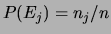 P(E_j) = n_j/n